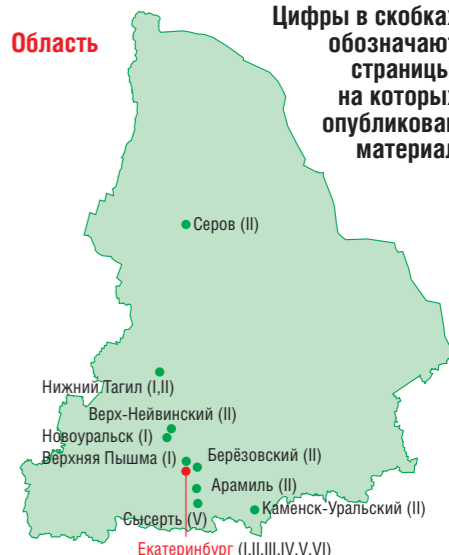 Область
Цифры в скобках
обозначают
страницы,
на которых
опубликован
материал
Серов (II)
Нижний Тагил (I,II)
Верх-Нейвинский (II)
Новоуральск (I)
Верхняя Пышма (I)
Берёзовский (II)
Арамиль (II)
Каменск-Уральский (II)
Сысерть (V)
Екатеринбург (I,II,III,IV,V,VI)